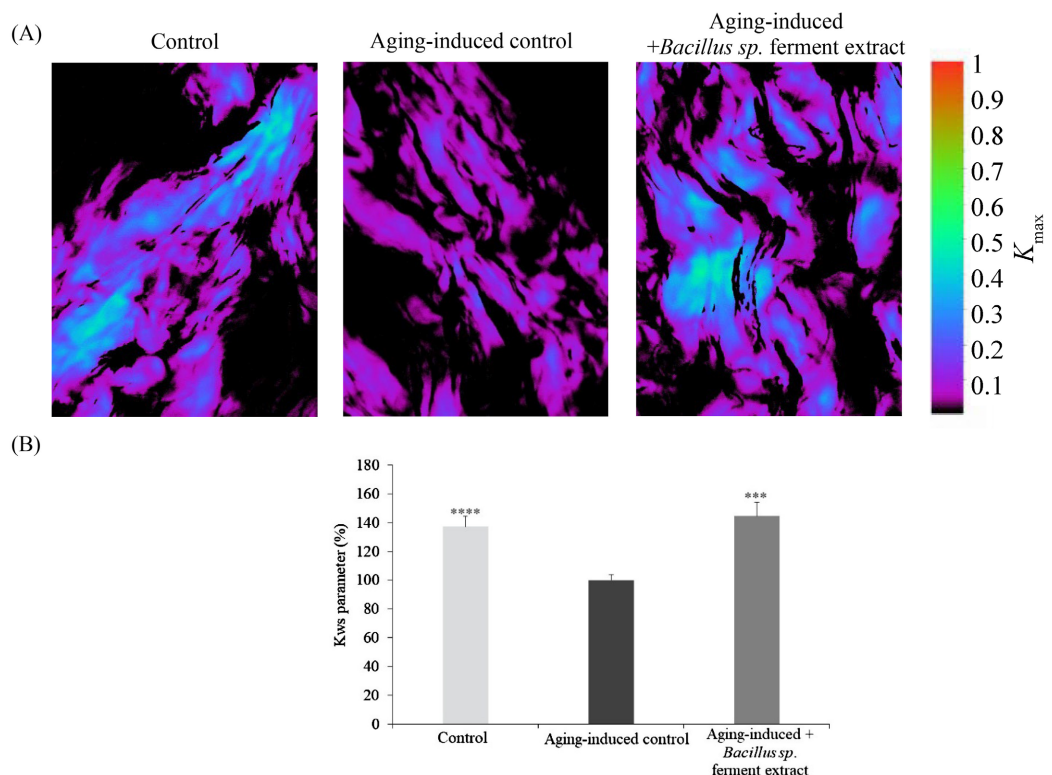 (A)
Control
Aging-induced control
Aging-induced
+Bacillus sp. ferment extract
1
0.9
0.8
0.7
0.6
0.5
0.4
0.3
0.2
0.1
Kmax
(B)
Kws parameter (%)
180
160
140
120
100
80
60
40
20
0
****
***
Control
Aging-induced control
Aging-induced +
Bacillus sp.
ferment extract